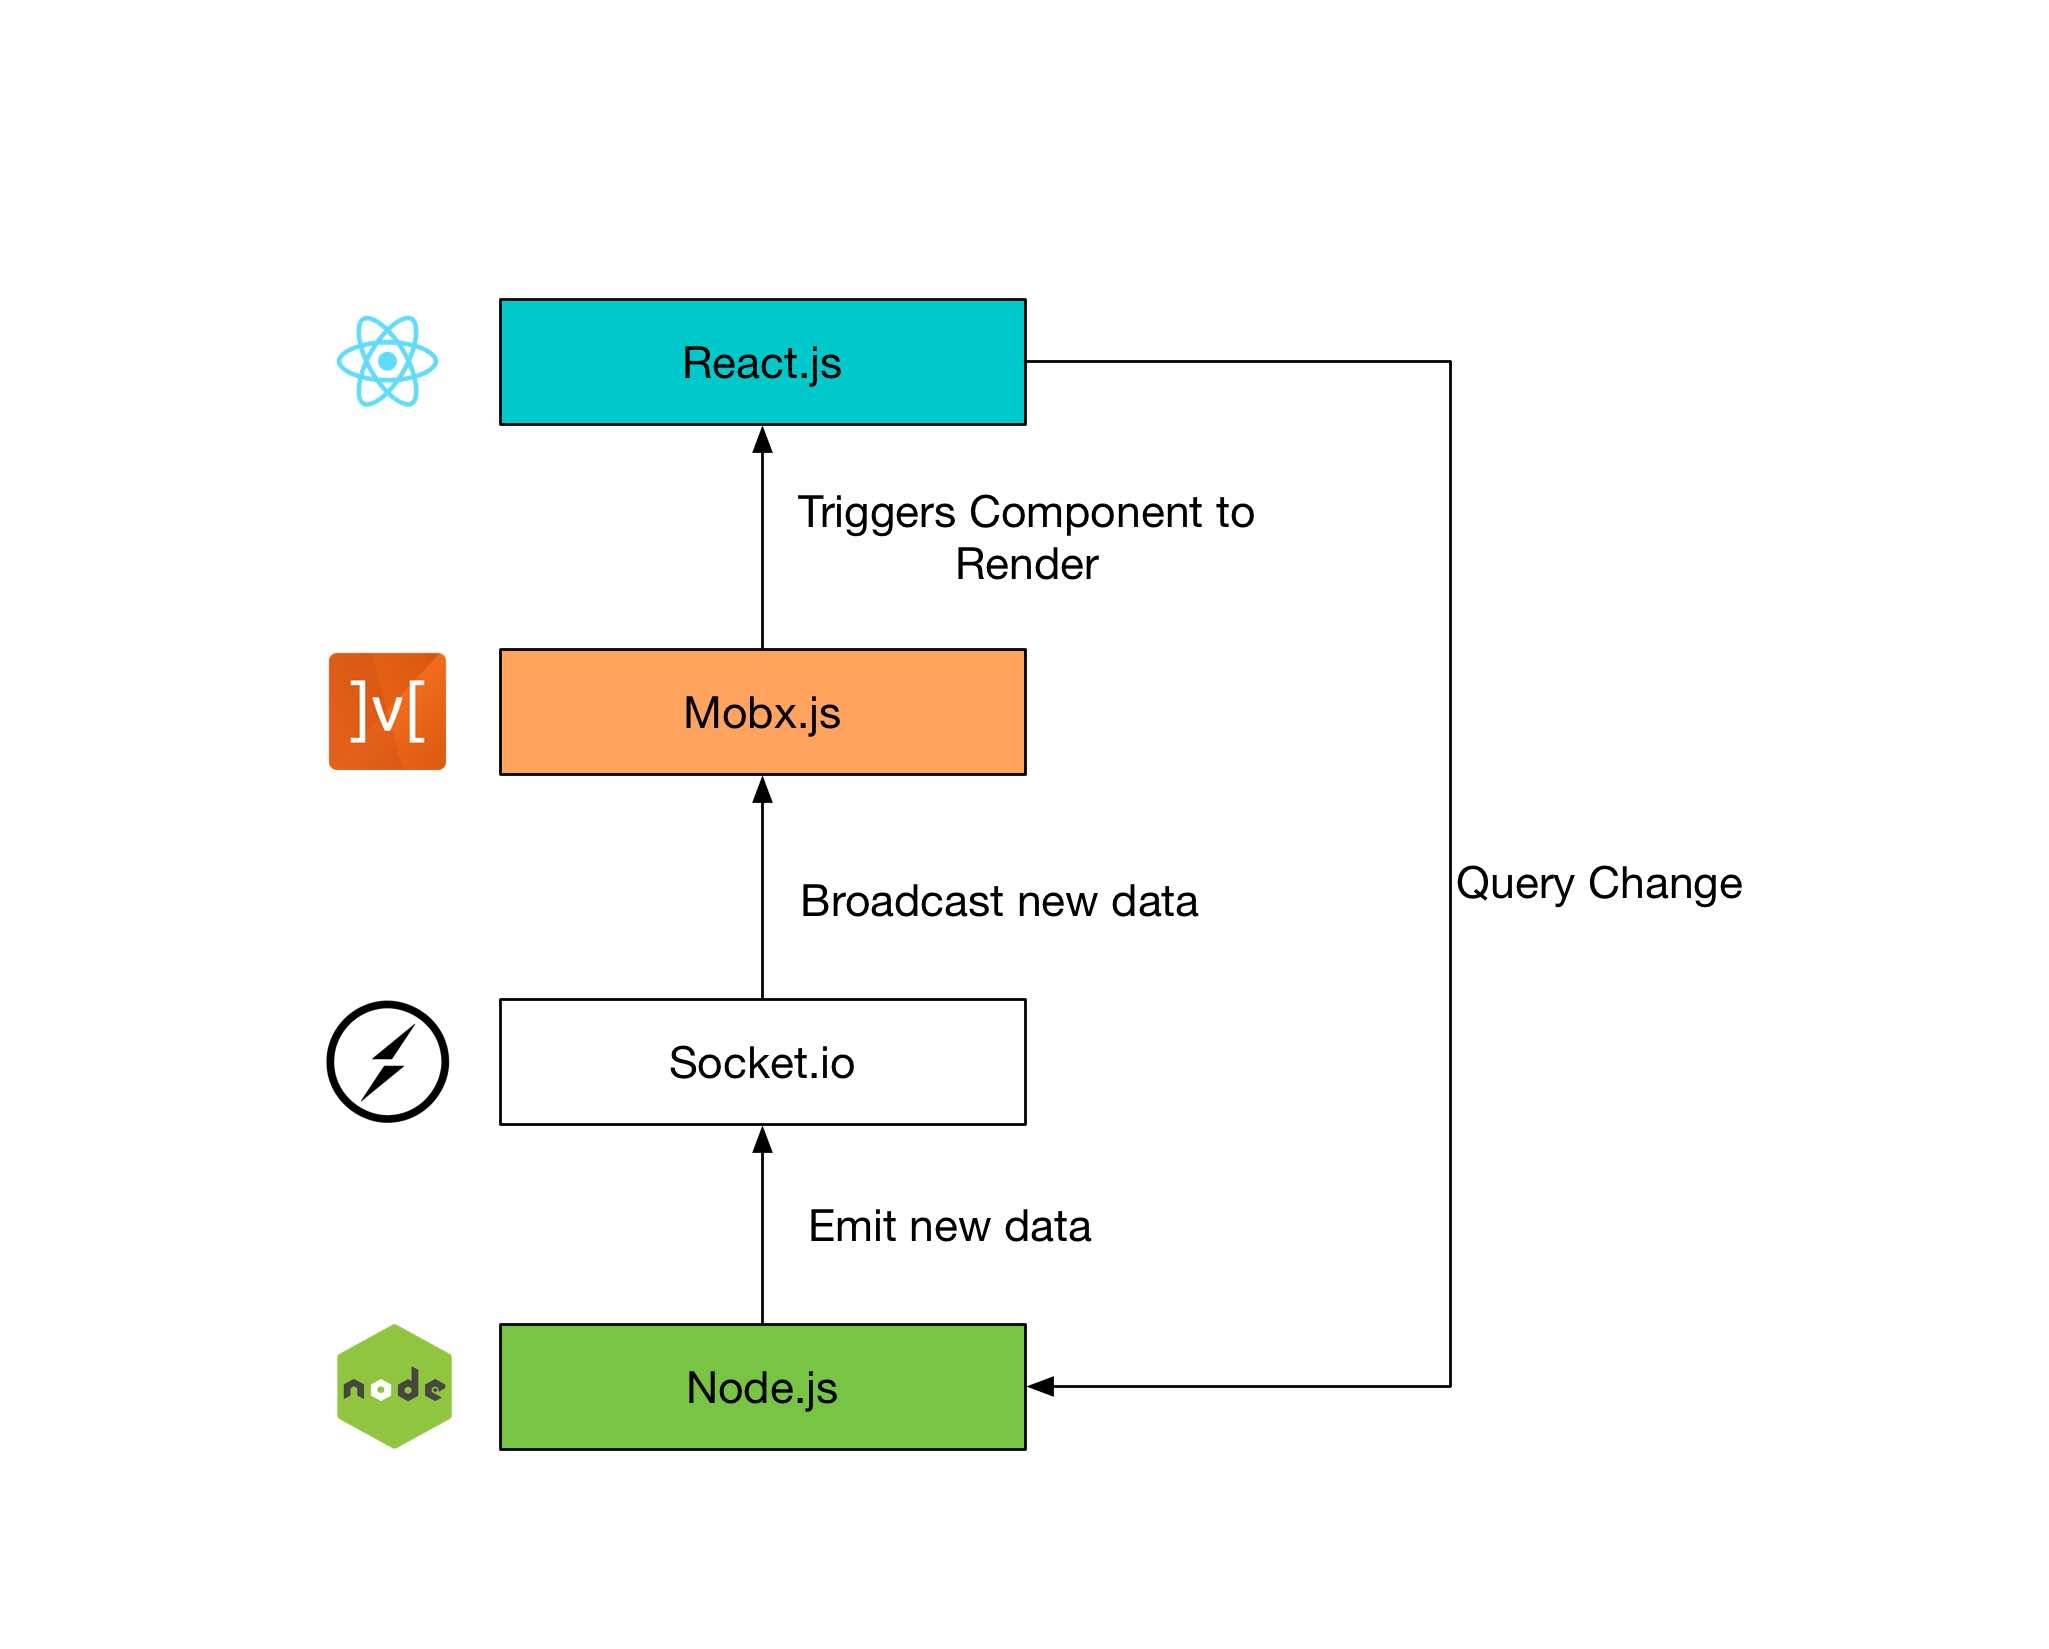 React.js
Triggers Component to
Render
]v[
Mobx.js
Broadcast new data
Query Change
Socket.io
Emit new data
node
Node.js